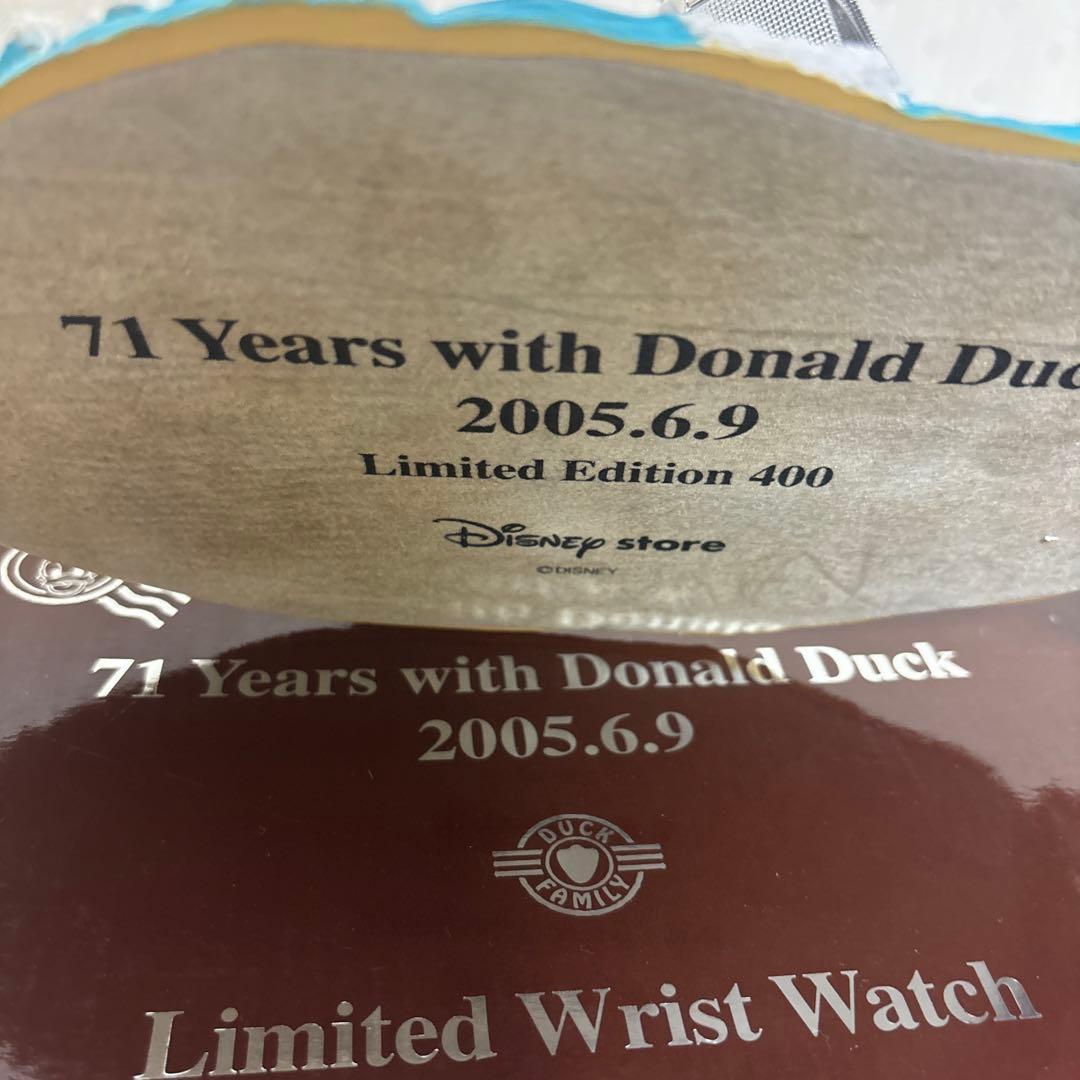 71 Years with Donald Duc
2005.6.9
Limited Edition 400
Disney store
©DISNEY
71 Years with Donald Duck
2005.6.9
DUCK
FAMILY
Limited Wrist Watch